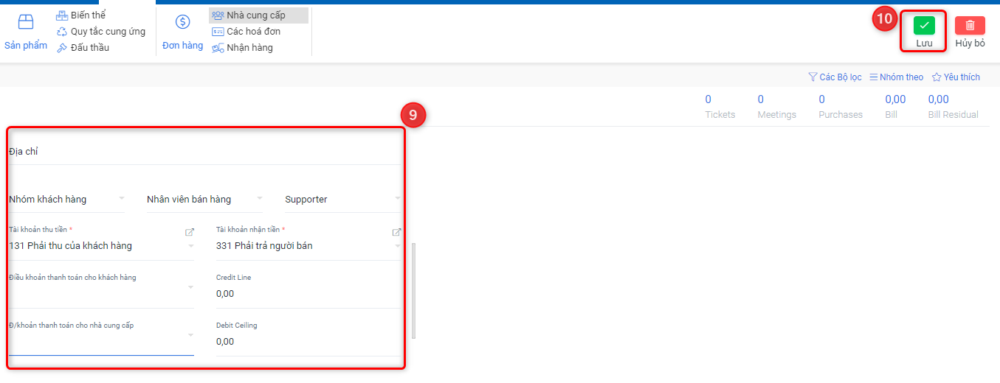 Sản phẩm
Biến thể
Quy tắc cung ứng
Đấu thầu
Đơn hàng
Nhà cung cấp
Các hoá đơn
Nhận hàng
10
Lưu
Hủy bỏ
Các Bộ lọc
Nhóm theo
Yêu thích
0 0 0 0,00 0,00
Tickets Meetings Purchases Bill Bill Residual
9
Địa chỉ
Nhóm khách hàng Nhân viên bán hàng Supporter
Tài khoản thu tiền * Tài khoản nhận tiền *
131 Phải thu của khách hàng 331 Phải trả người bán
Điều khoản thanh toán cho khách hàng Credit Line
0,00
Đ/khoản thanh toán cho nhà cung cấp Debit Ceiling
0,00